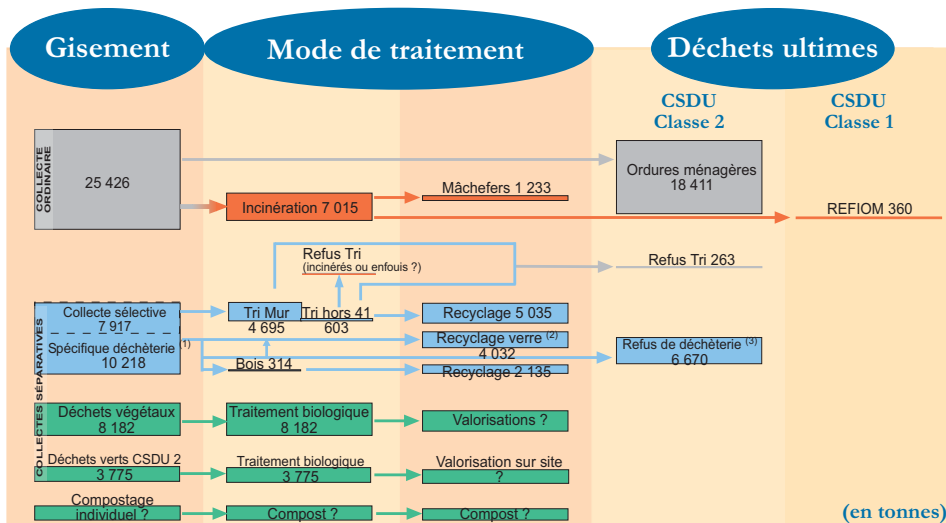 Gisement
Mode de traitement
Déchets ultimes
CSDU
Classe 2
CSDU
Classe 1
COLLECTE
ORDINAIRE
25 426
Ordures ménagères
18 411
Incinération 7 015
Mâchefers 1 233
REFIOM 360
Refus Tri
(incinérés ou enfouis ?)
Refus Tri 263
COLLECTES SÉPARATIVES
Collecte sélective
7 917
Tri Mur
4 695
Tri hors 41
603
Recyclage 5 035
Spécifique déchèterie (1)
10 218
Recyclage verre (2)
4 032
Refus de déchèterie (3)
6 670
Bois 314
Recyclage 2 135
Déchets végétaux
8 182
Traitement biologique
8 182
Valorisations ?
Déchets verts CSDU 2
3 775
Traitement biologique
3 775
Valorisation sur site
?
Compostage
individuel ?
Compost ?
Compost ?
(en tonnes)